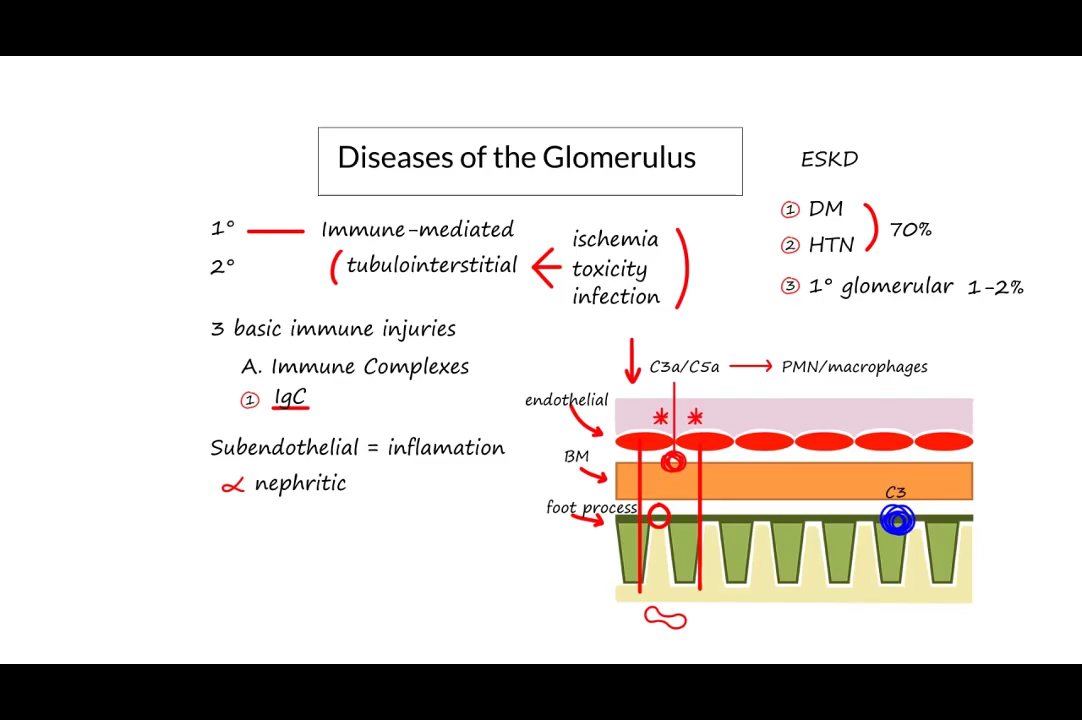 Diseases of the Glomerulus
1° Immune-mediated
2° tubulointerstitial
ischemia
toxicity
infection
ESKD
1 DM
2 HTN
70%
3 1° glomerular 1-2%
3 basic immune injuries
A. Immune Complexes
1 IgC
Subendothelial = inflamation
∝ nephritic
C3a/C5a → PMN/macrophages
endothelial
* *
BM
foot process
C3